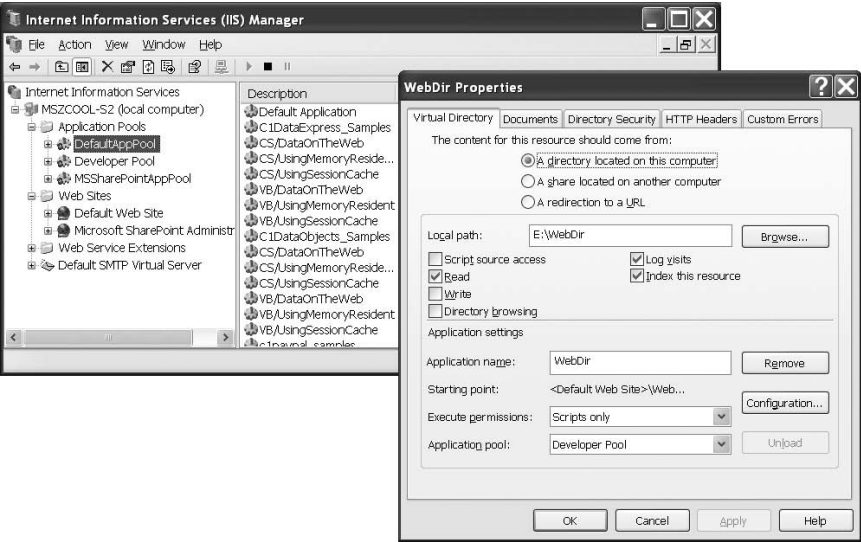 Internet Information Services (IIS) Manager
File Action View Window Help
Internet Information Services
MSZCOOL-S2 (local computer)
Application Pools
DefaultAppPool
Developer Pool
MSSharePointAppPool
Web Sites
Default Web Site
Microsoft SharePoint Administr
Web Service Extensions
Default SMTP Virtual Server
Description
Default Application
C1DataExpress_Samples
CS/DataOnTheWeb
CS/UsingMemoryReside...
CS/UsingSessionCache
VB/DataOnTheWeb
VB/UsingMemoryResident
VB/UsingSessionCache
C1DataObjects_Samples
CS/DataOnTheWeb
CS/UsingMemoryReside...
CS/UsingSessionCache
VB/DataOnTheWeb
VB/UsingMemoryResident
VB/UsingSessionCache
c1paypal_samples
WebDir Properties
Virtual Directory Documents Directory Security HTTP Headers Custom Errors
The content for this resource should come from:
A directory located on this computer
A share located on another computer
A redirection to a URL
Local path: E:\WebDir Browse...
Script source access Log visits
Read Index this resource
Write
Directory browsing
Application settings
Application name: WebDir Remove
Starting point: <Default Web Site>\Web...
Configuration...
Execute permissions: Scripts only
Application pool: Developer Pool Unload
OK Cancel Apply Help